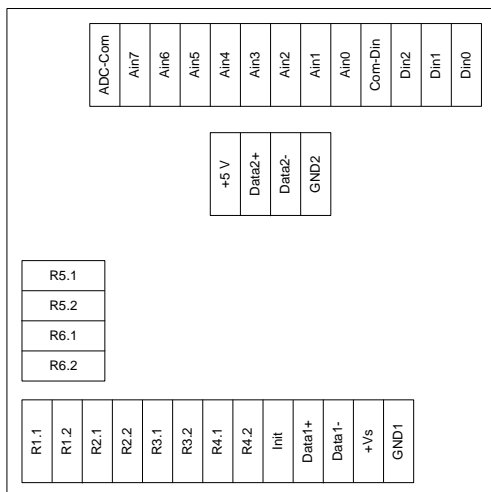 ADC-Com
Ain7
Ain6
Ain5
Ain4
Ain3
Ain2
Ain1
Ain0
Com-Din
Din2
Din1
Din0
+5 V
Data2+
Data2-
GND2
R5.1
R5.2
R6.1
R6.2
R1.1
R1.2
R2.1
R2.2
R3.1
R3.2
R4.1
R4.2
Init
Data1+
Data1-
+Vs
GND1